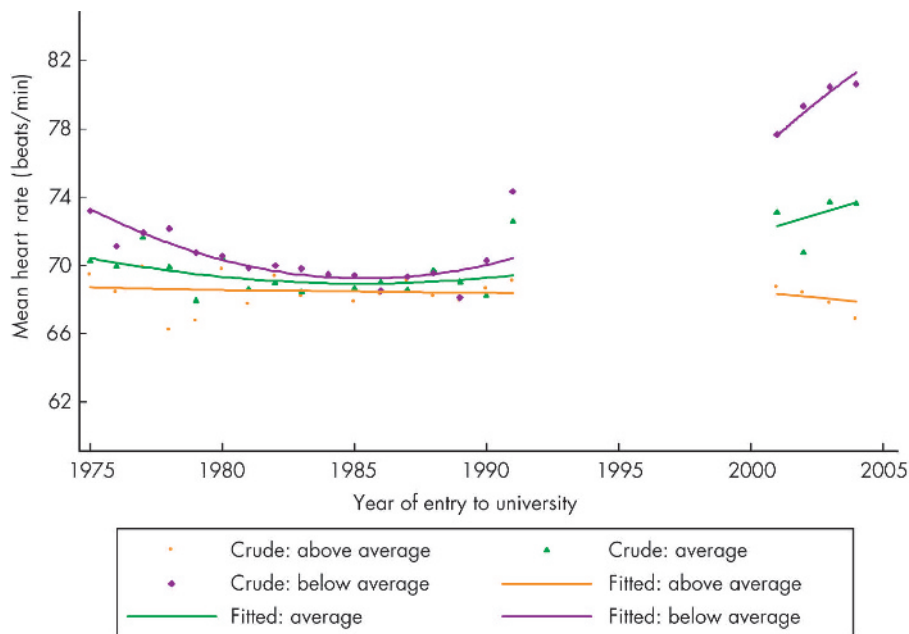 Mean heart rate (beats/min)
82
78
74
70
66
62
1975 1980 1985 1990 1995 2000 2005
Year of entry to university
Crude: above average Crude: average
Crude: below average Fitted: above average
Fitted: average Fitted: below average